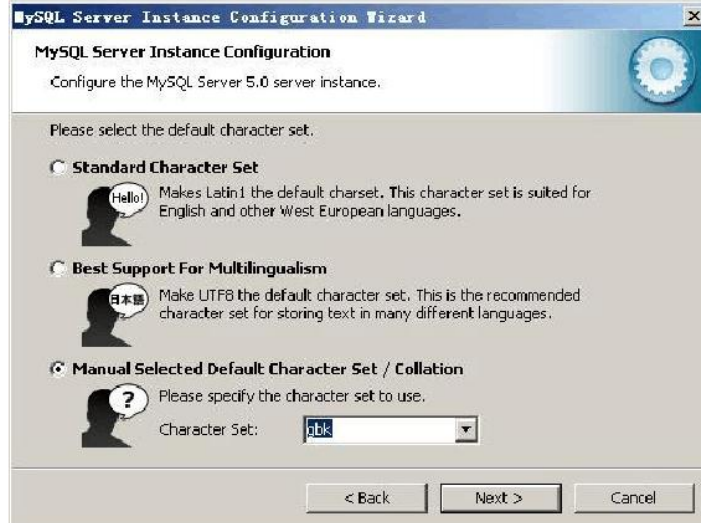 MySQL Server Instance Configuration Wizard
MySQL Server Instance Configuration
Configure the MySQL Server 5.0 server instance.
Please select the default character set.
Standard Character Set
Hello!
Makes Latin1 the default charset. This character set is suited for
English and other West European languages.
Best Support For Multilingualism
日本語
Make UTF8 the default character set. This is the recommended
character set for storing text in many different languages.
Manual Selected Default Character Set / Collation
?
Please specify the character set to use.
Character Set: gbk
< Back Next > Cancel